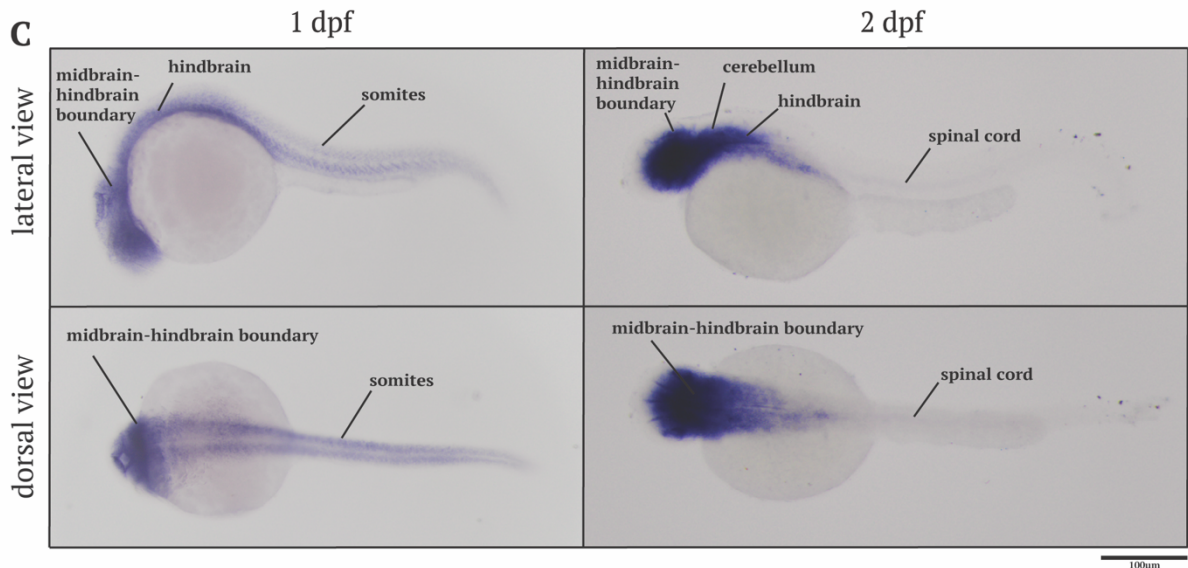 C
1 dpf
2 dpf
lateral view
midbrain-
hindbrain
boundary
hindbrain
somites
midbrain-
hindbrain
boundary
cerebellum
hindbrain
spinal cord
dorsal view
midbrain-hindbrain boundary
somites
midbrain-hindbrain boundary
spinal cord
100um